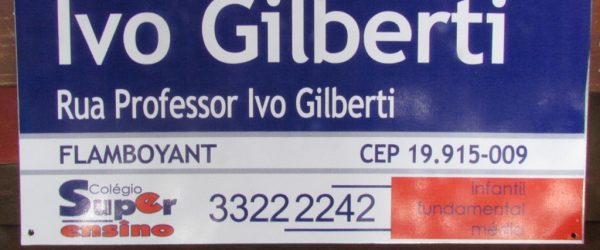 Ivo Gilberti
Rua Professor Ivo Gilberti
FLAMBOYANT CEP 19.915-009
Colégio
Super
ensino
3322 2242
infantil
fundamental
médio